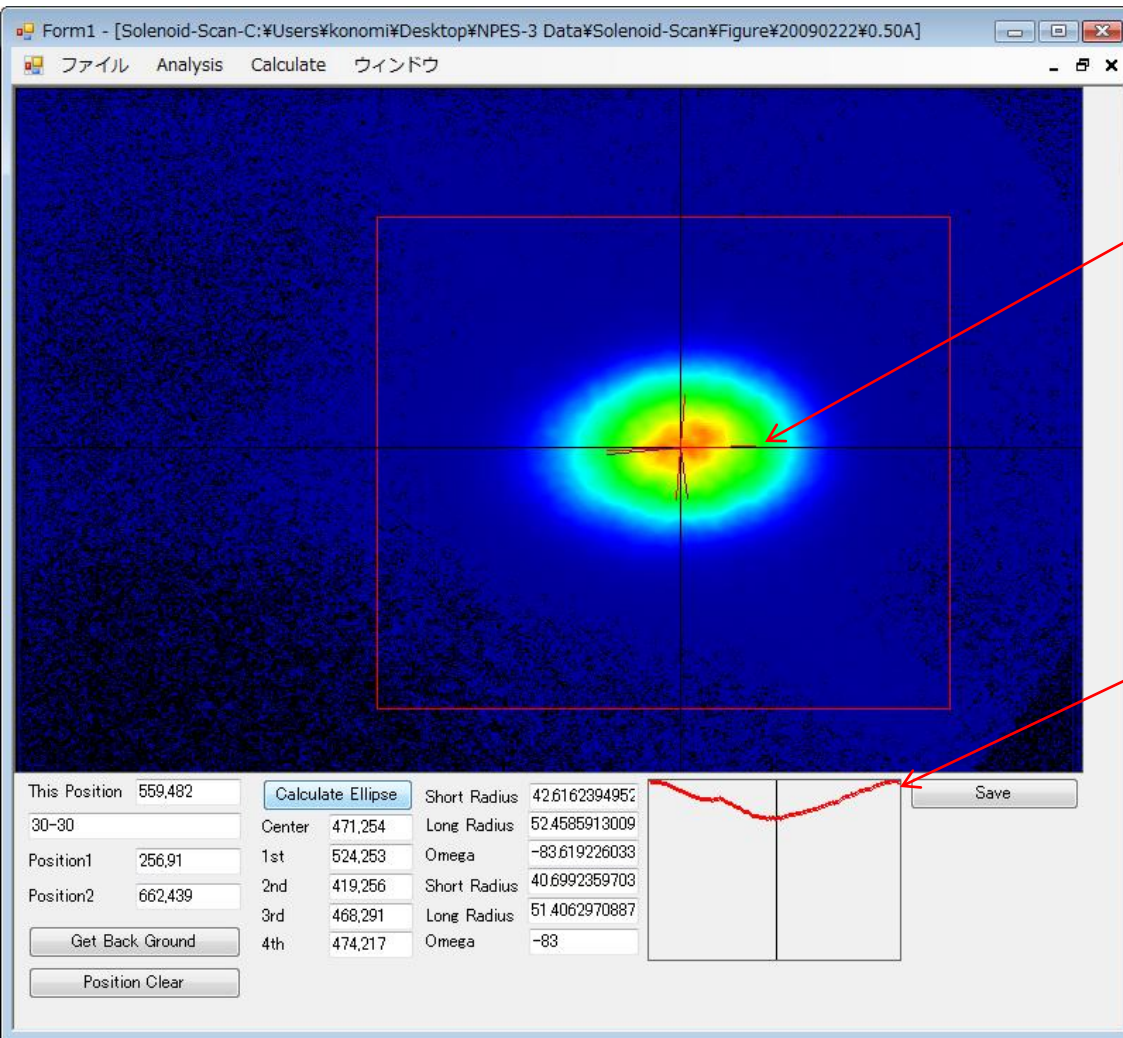 Form1 - [Solenoid-Scan-C:¥Users¥konomi¥Desktop¥NPES-3 Data¥Solenoid-Scan¥Figure¥20090222¥0.50A]
ファイル Analysis Calculate ウィンドウ
This Position 559,482
30-30
Position1 256,91
Position2 662,439
Get Back Ground
Position Clear
Calculate Ellipse
Center 471,254
1st 524,253
2nd 419,256
3rd 468,291
4th 474,217
Short Radius 42.6162394952
Long Radius 52.4585913009
Omega -83.619226033
Short Radius 40.6992359703
Long Radius 51.4062970887
Omega -83
Save